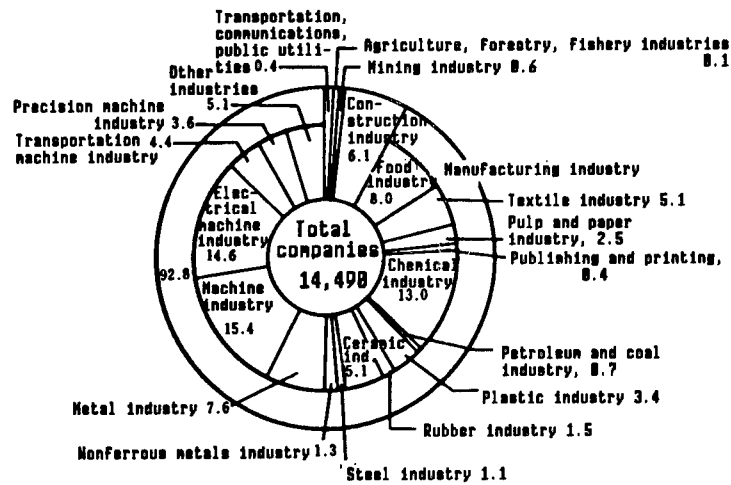 Transportation,
communications,
public utili-
ties 0.4
Agriculture, forestry, fishery industries
0.1
Mining industry 0.6
Other
industries
5.1
Precision machine
industry 3.6
Transportation 4.4
machine industry
Con-
struction
industry
6.1
Food
industry
8.0
Manufacturing industry
Textile industry 5.1
Pulp and paper
industry, 2.5
Publishing and printing,
0.4
Elec-
trical
machine
industry
14.6
Total
companies
14,490
Chemical
industry
13.0
92.8
Machine
industry
15.4
Ceramic
ind.
5.1
Petroleum and coal
industry, 0.7
Plastic industry 3.4
Metal industry 7.6
Rubber industry 1.5
Nonferrous metals industry 1.3
Steel industry 1.1